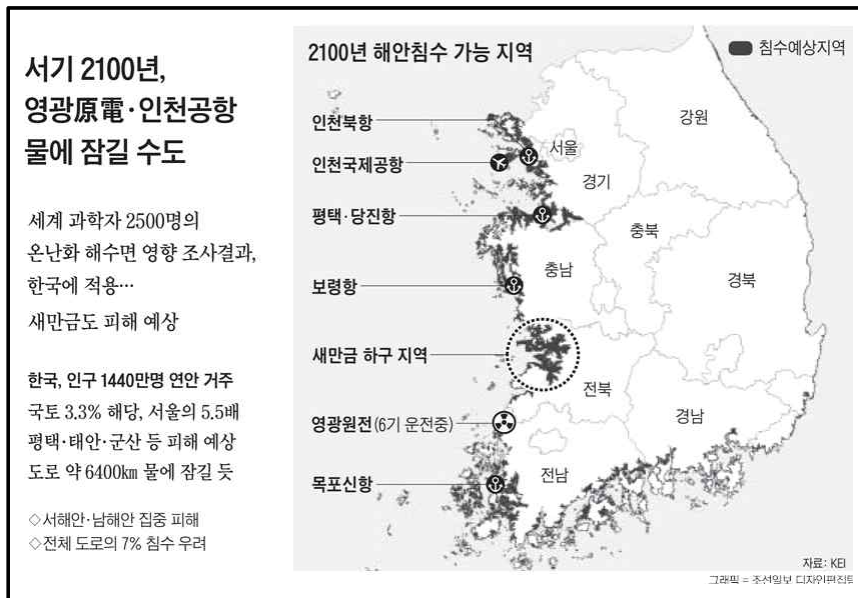 서기 2100년,
영광原電·인천공항
물에 잠길 수도
세계 과학자 2500명의
온난화 해수면 영향 조사결과,
한국에 적용…
새만금도 피해 예상
한국, 인구 1440만명 연안 거주
국토 3.3% 해당, 서울의 5.5배
평택·태안·군산 등 피해 예상
도로 약 6400㎞ 물에 잠길 듯
◇서해안·남해안 집중 피해
◇전체 도로의 7% 침수 우려
2100년 해안침수 가능 지역
침수예상지역
인천북항
인천국제공항
평택·당진항
보령항
새만금 하구 지역
영광원전(6기 운전중)
목포신항
서울
경기
강원
충북
충남
경북
전북
경남
전남
자료: KEI
그래픽 = 조선일보 디자인편집팀